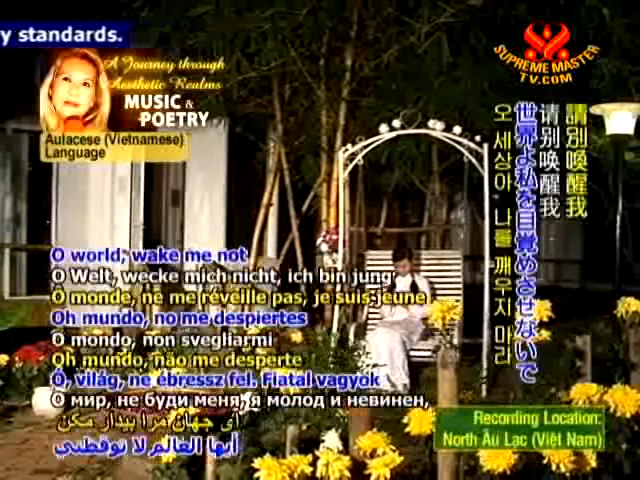 y standards.
A Journey through
Aesthetic Realms
MUSIC &
POETRY
Aulacese (Vietnamese)
Language
SUPREME MASTER
TV.COM
請別喚醒我
请别唤醒我
世界よ私を目覚めさせないで
오 세상아 나를 깨우지 마라
O world, wake me not
O Welt, wecke mich nicht, ich bin jung
Ô monde, ne me réveille pas, je suis jeune
Oh mundo, no me despiertes
O mondo, non svegliarmi
Oh mundo, não me desperte
Ó, világ, ne ébressz fel. Fiatal vagyok
О мир, не буди меня, я молод и невинен,
ای جهان مرا بیدار مکن
أيها العالم لا توقظني
Recording Location:
North Âu Lạc (Việt Nam)